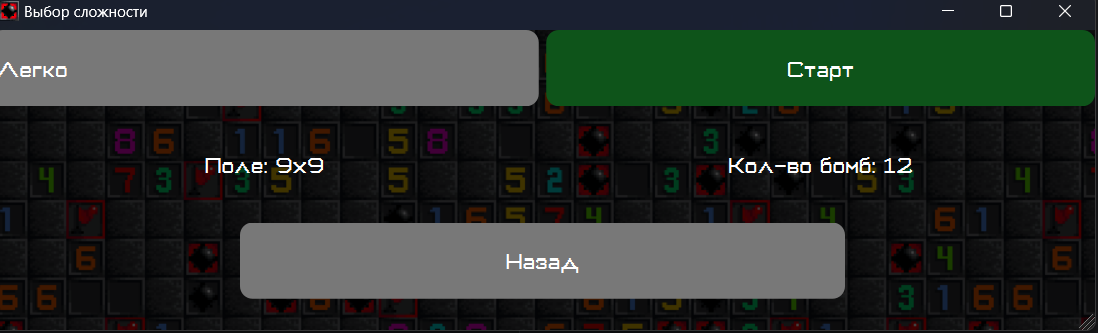 Выбор сложности
Легко
Старт
Поле: 9x9
Кол-во бомб: 12
Назад